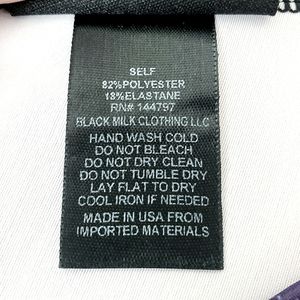 SELF
82%POLYESTER
18%ELASTANE
RN# 144797
BLACK MILK CLOTHING LLC
HAND WASH COLD
DO NOT BLEACH
DO NOT DRY CLEAN
DO NOT TUMBLE DRY
LAY FLAT TO DRY
COOL IRON IF NEEDED
MADE IN USA FROM
IMPORTED MATERIALS